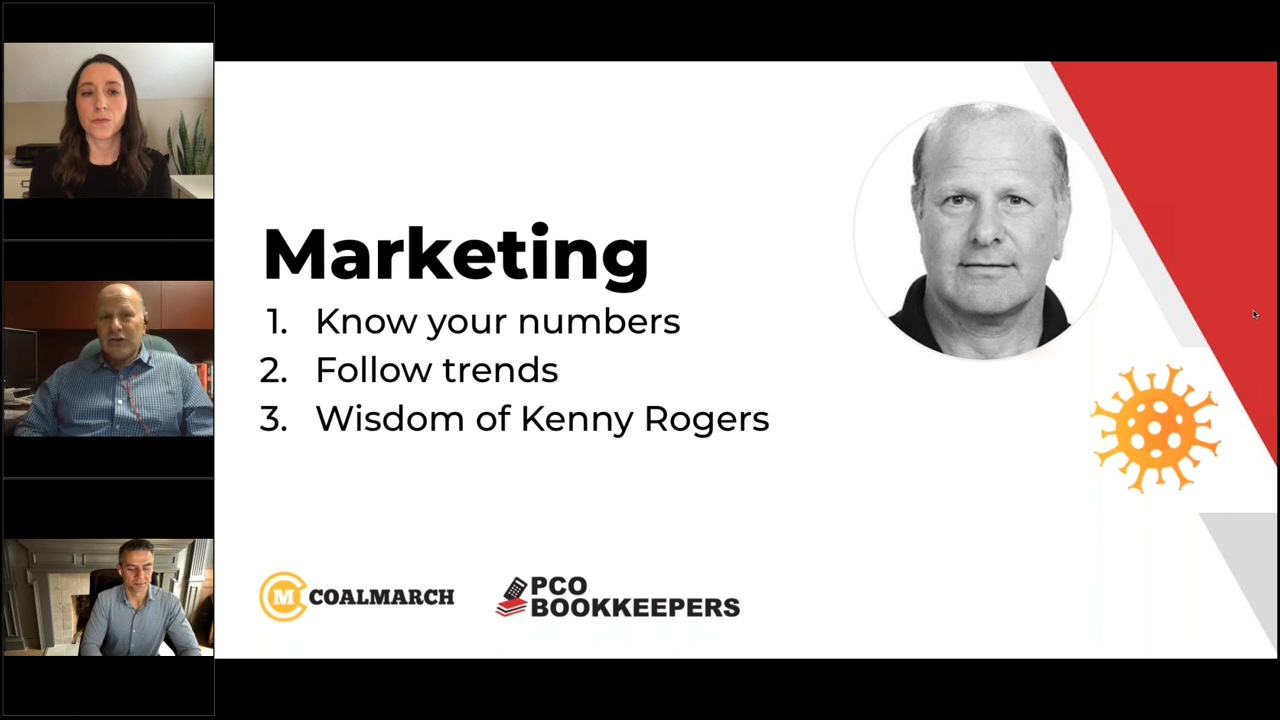 Marketing
1. Know your numbers
2. Follow trends
3. Wisdom of Kenny Rogers
M COALMARCH
PCO
BOOKKEEPERS